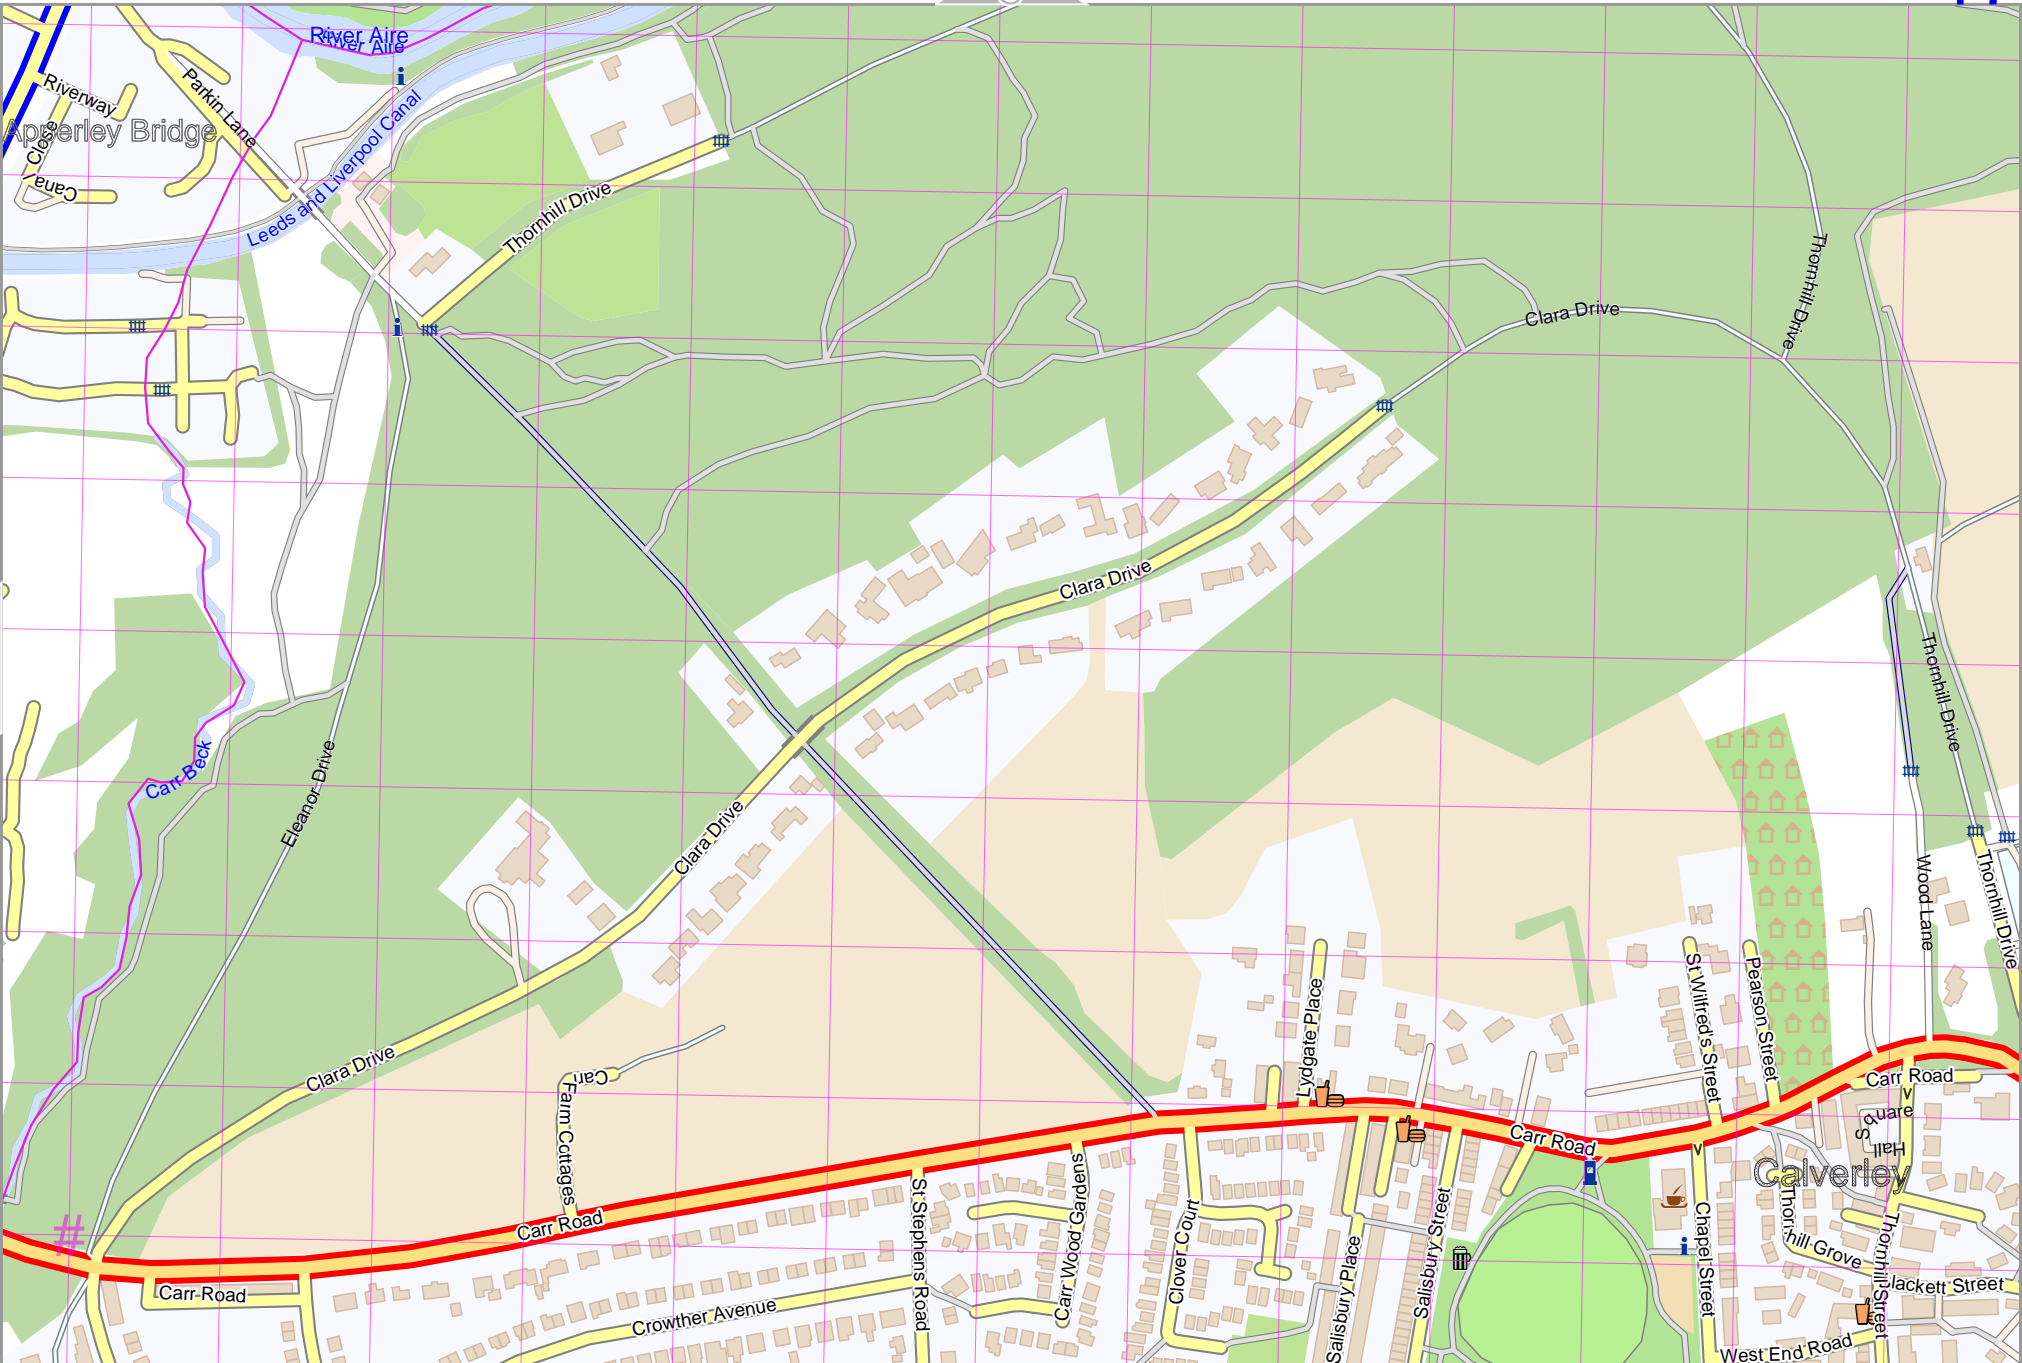 River Aire
River Aire
Riverway
Parkin Lane
Apperley Bridge
Close
Canal
Leeds and Liverpool Canal
Thornhill Drive
Thornhill Drive
Clara Drive
Clara Drive
Thornhill Drive
Carr Beck
Eleanor Drive
Clara Drive
Wood Lane
Thornhill Drive
St Wilfred's Street
Pearson Street
Lydgate Place
Clara Drive
Carr
Farm Cottages
Carr Road
Square
Hall
Carr Road
Calverley
Carr Road
St Stephens Road
Carr Wood Gardens
Clover Court
Salisbury Street
Salisbury Place
Chapel Street
Thornhill Grove
Thornhill Street
lackett Street
Carr Road
Crowther Avenue
West End Road
#